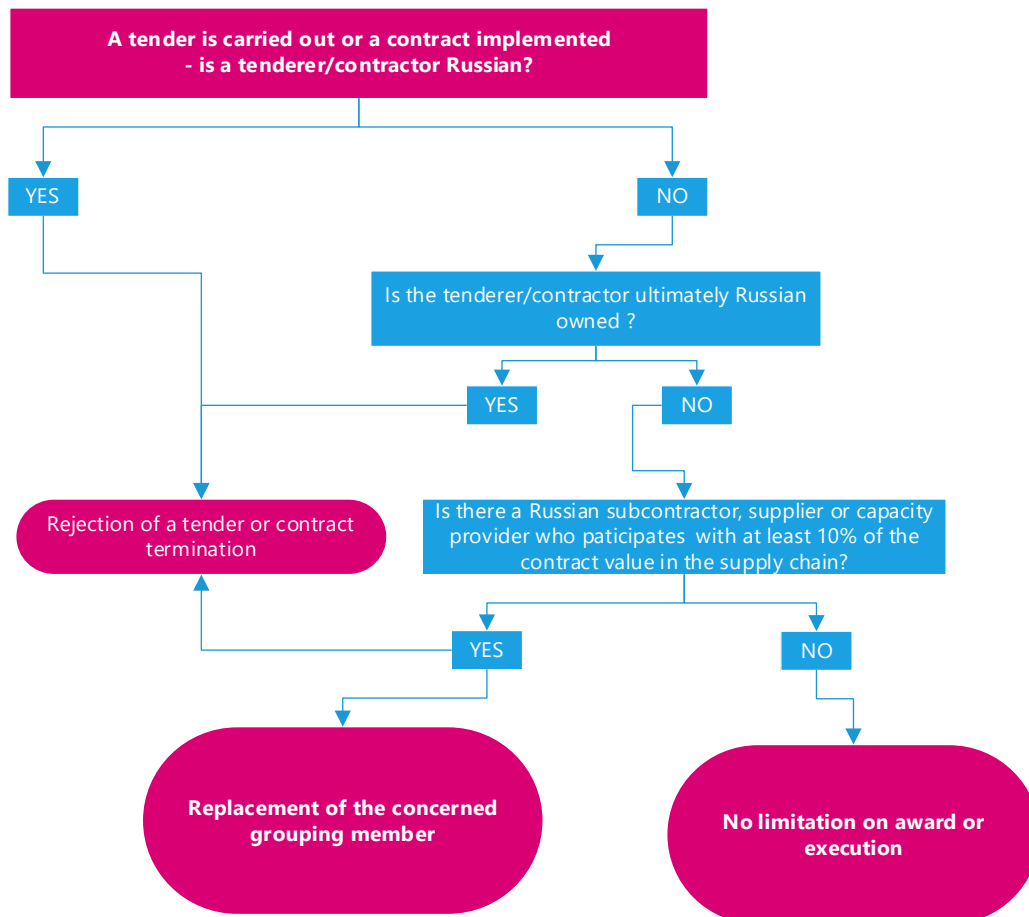 A tender is carried out or a contract implemented
- is a tenderer/contractor Russian?
YES
NO
Is the tenderer/contractor ultimately Russian
owned ?
YES
NO
Rejection of a tender or contract
termination
Is there a Russian subcontractor, supplier or capacity
provider who paticipates with at least 10% of the
contract value in the supply chain?
YES
NO
Replacement of the concerned
grouping member
No limitation on award or
execution